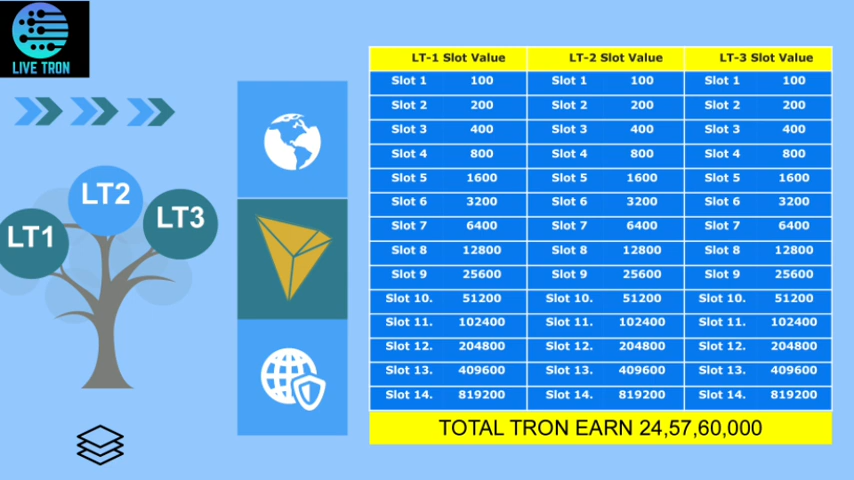 LIVE TRON
LT1
LT2
LT3
LT-1 Slot Value LT-2 Slot Value LT-3 Slot Value
Slot 1 100 Slot 1 100 Slot 1 100
Slot 2 200 Slot 2 200 Slot 2 200
Slot 3 400 Slot 3 400 Slot 3 400
Slot 4 800 Slot 4 800 Slot 4 800
Slot 5 1600 Slot 5 1600 Slot 5 1600
Slot 6 3200 Slot 6 3200 Slot 6 3200
Slot 7 6400 Slot 7 6400 Slot 7 6400
Slot 8 12800 Slot 8 12800 Slot 8 12800
Slot 9 25600 Slot 9 25600 Slot 9 25600
Slot 10. 51200 Slot 10. 51200 Slot 10. 51200
Slot 11. 102400 Slot 11. 102400 Slot 11. 102400
Slot 12. 204800 Slot 12. 204800 Slot 12. 204800
Slot 13. 409600 Slot 13. 409600 Slot 13. 409600
Slot 14. 819200 Slot 14. 819200 Slot 14. 819200
TOTAL TRON EARN 24,57,60,000